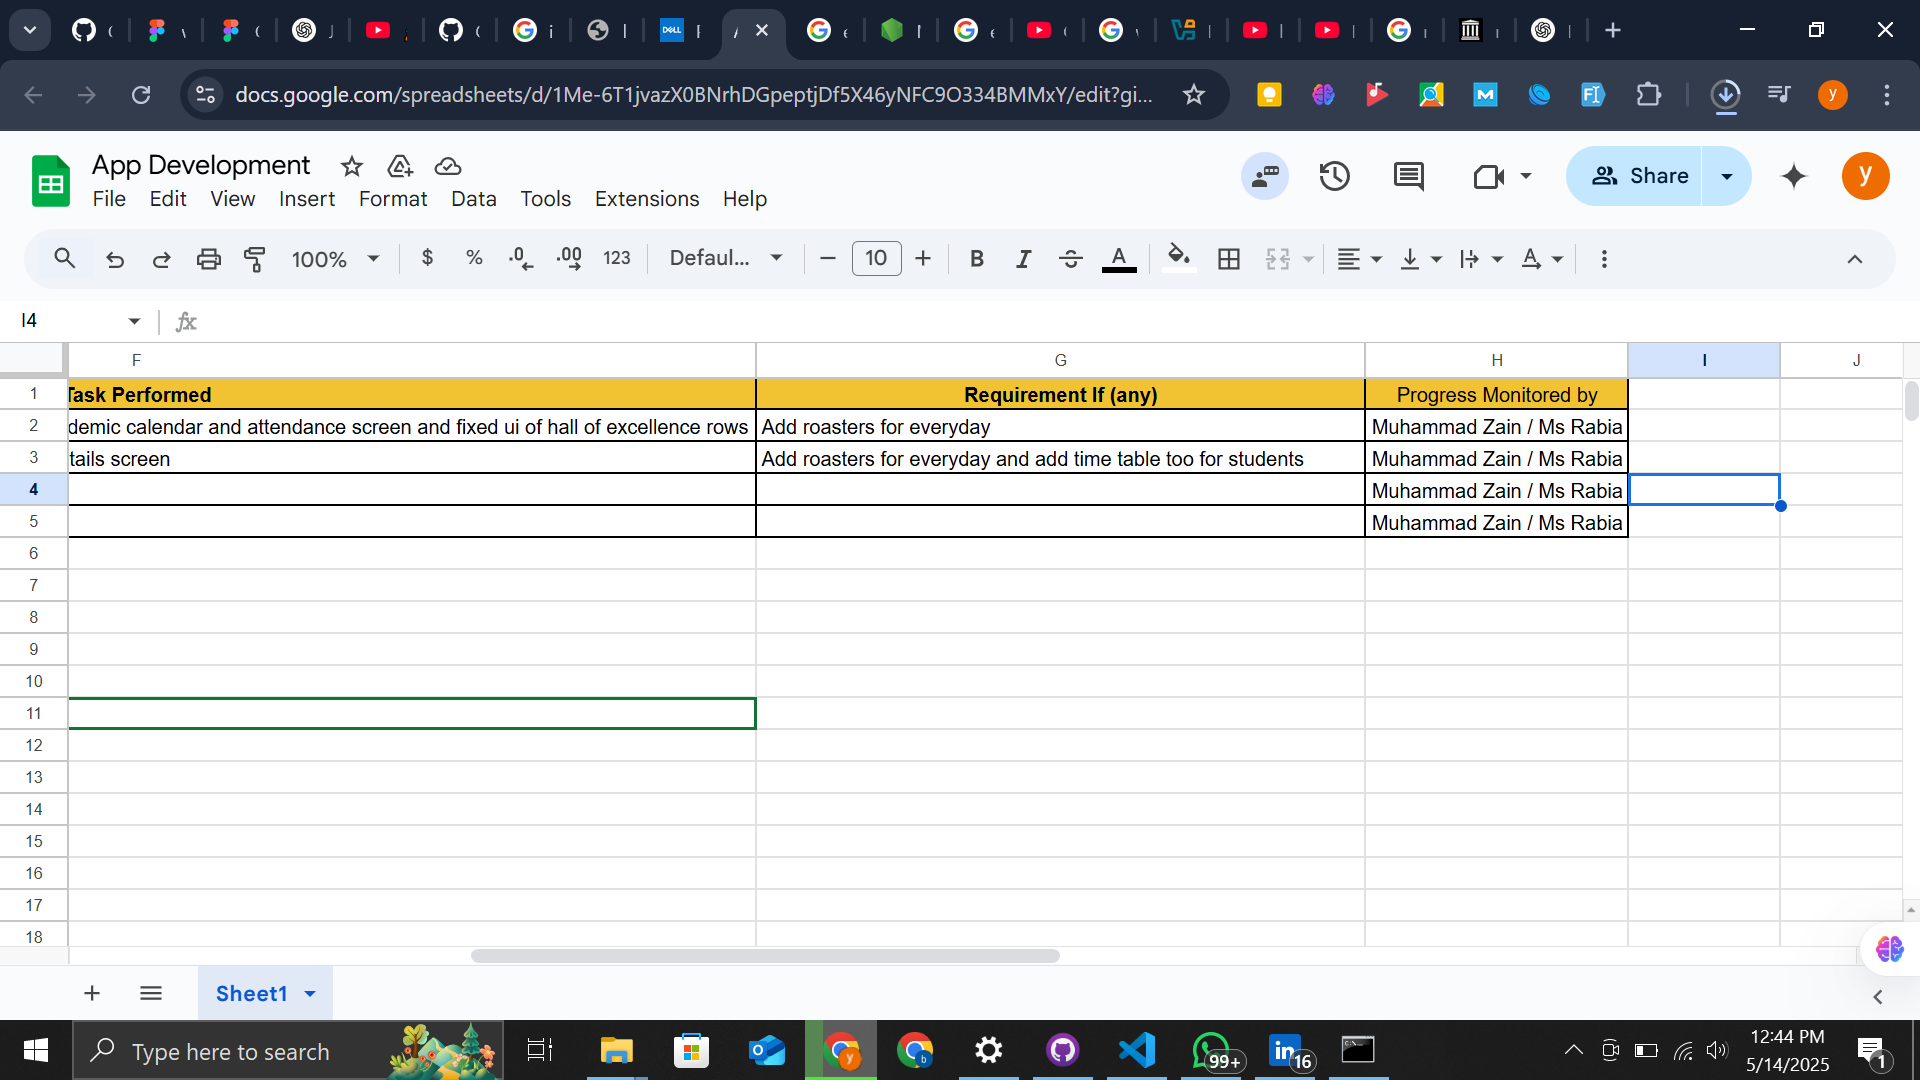 docs.google.com/spreadsheets/d/1Me-6T1jvazX0BNrhDGpeptjDf5X46yNFC9O334BMMxY/edit?gi...
y
App Development
File Edit View Insert Format Data Tools Extensions Help
Share
y
100% $ % .0 .00 123 Defaul... 10 B I A
I4
fx
F G H I J
1 Task Performed Requirement If (any) Progress Monitored by
2 demic calendar and attendance screen and fixed ui of hall of excellence rows Add roasters for everyday Muhammad Zain / Ms Rabia
3 tails screen Add roasters for everyday and add time table too for students Muhammad Zain / Ms Rabia
4 Muhammad Zain / Ms Rabia
5 Muhammad Zain / Ms Rabia
6
7
8
9
10
11
12
13
14
15
16
17
18
Sheet1
Type here to search
99+
16
12:44 PM
5/14/2025
1